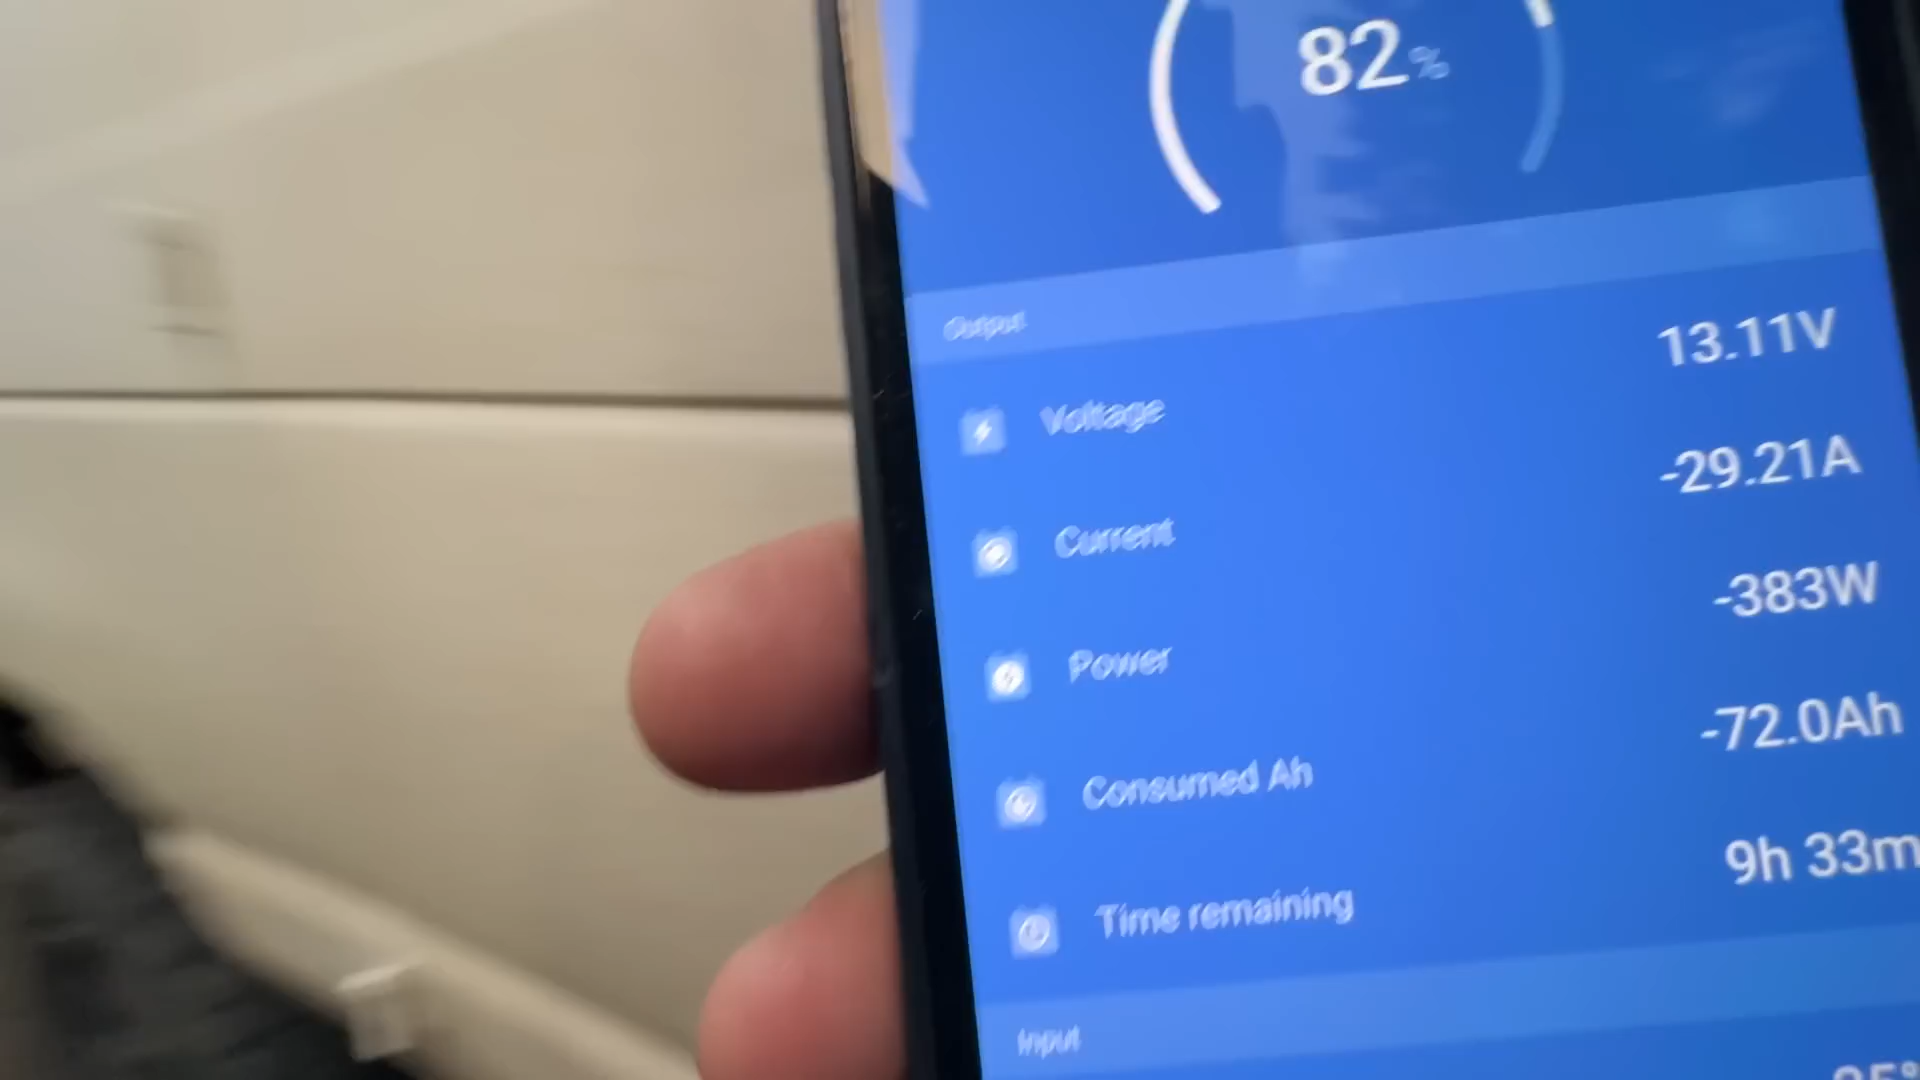 82%
Output
Voltage 13.11V
Current -29.21A
Power -383W
Consumed Ah -72.0Ah
Time remaining 9h 33m
Input